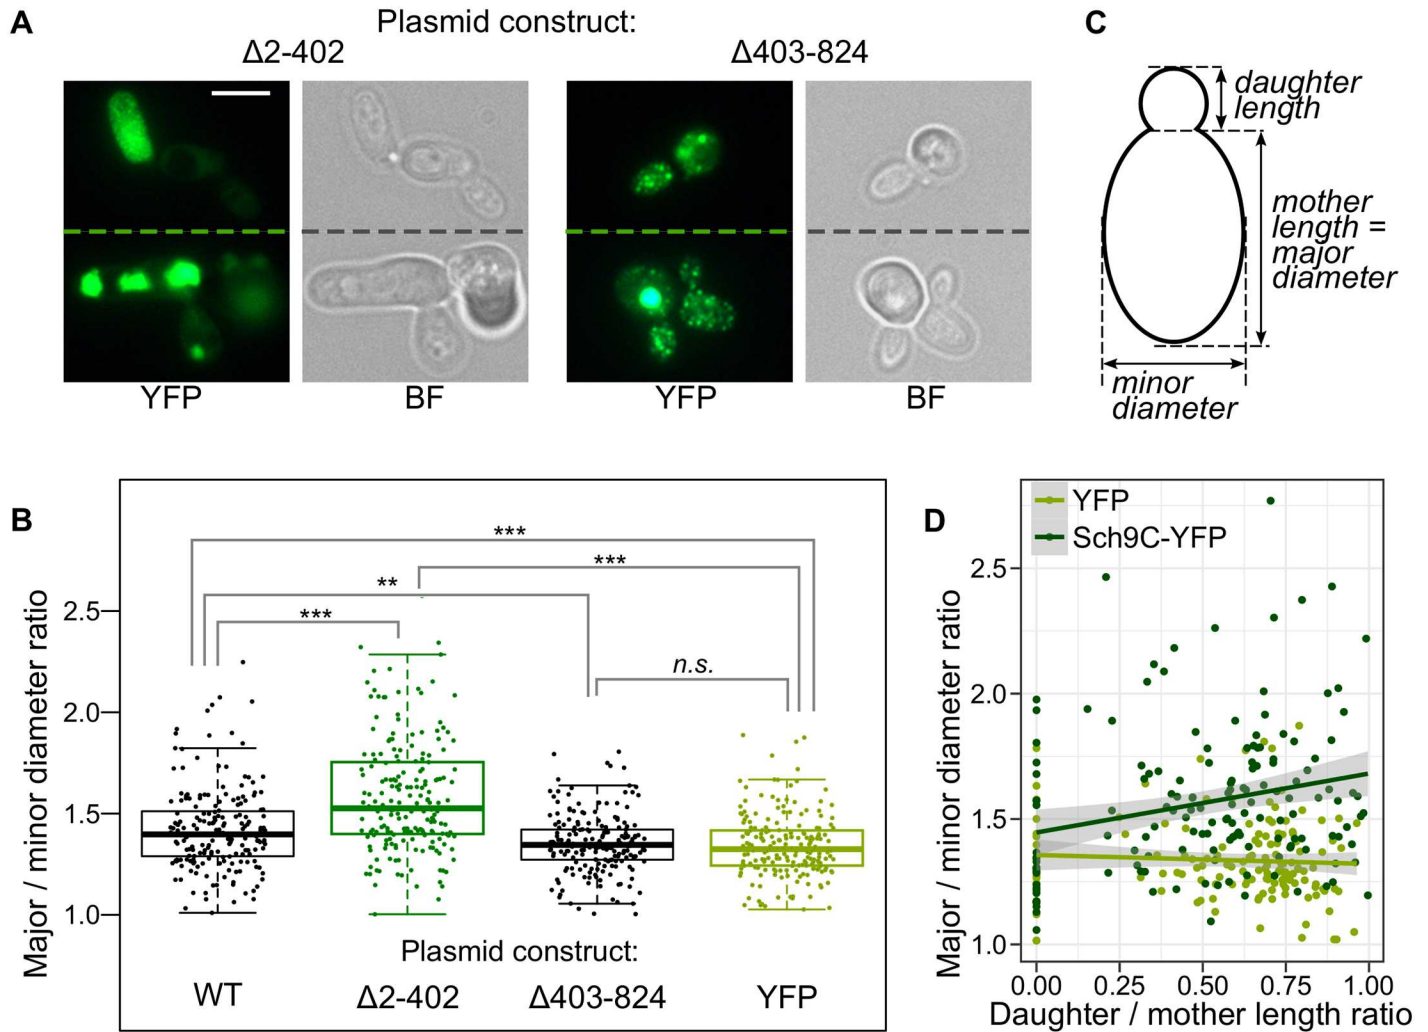 A
Plasmid construct:
Δ2-402
Δ403-824
YFP
BF
YFP
BF
C
daughter
length
mother
length =
major
diameter
minor
diameter
B
Major / minor diameter ratio
2.5
2.0
1.5
1.0
***
***
**
***
n.s.
Plasmid construct:
WT
Δ2-402
Δ403-824
YFP
D
YFP
Sch9C-YFP
Major / minor diameter ratio
2.5
2.0
1.5
1.0
0.00 0.25 0.50 0.75 1.00
Daughter / mother length ratio